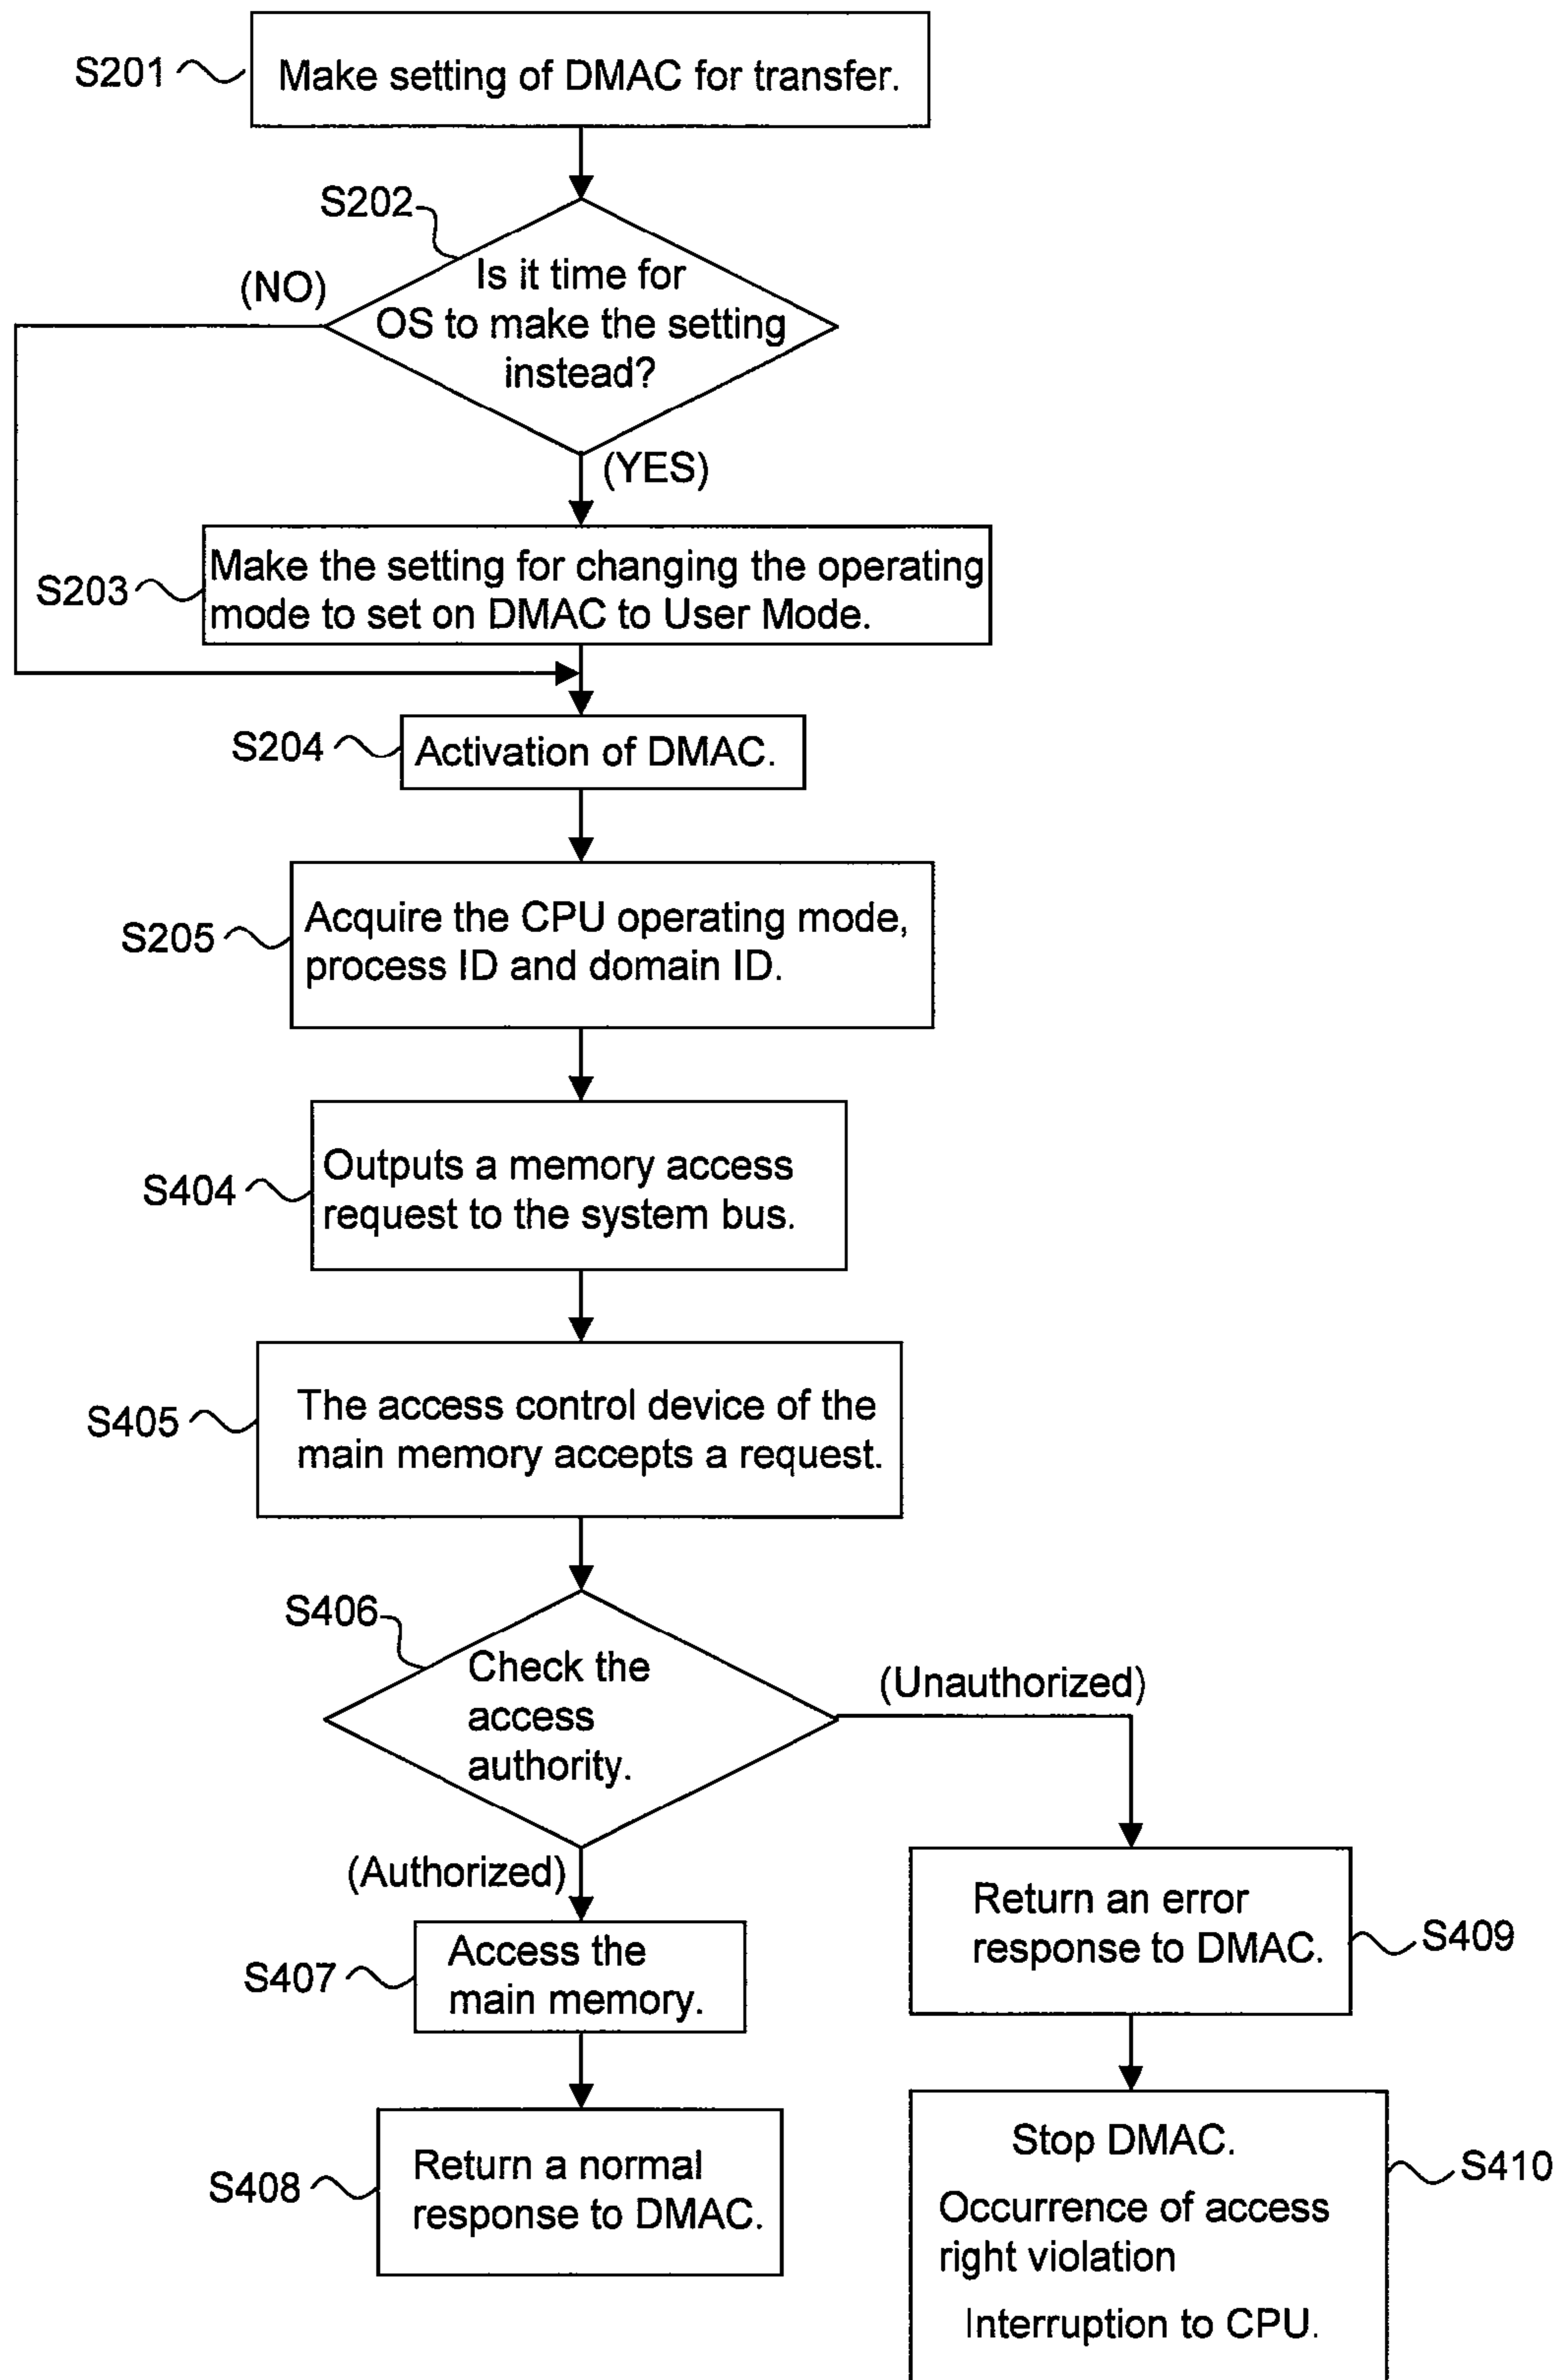 S201
Make setting of DMAC for transfer.
S202
(NO)
Is it time for
OS to make the setting
instead?
(YES)
S203
Make the setting for changing the operating
mode to set on DMAC to User Mode.
S204
Activation of DMAC.
S205
Acquire the CPU operating mode,
process ID and domain ID.
S404
Outputs a memory access
request to the system bus.
S405
The access control device of the
main memory accepts a request.
S406
Check the
access
authority.
(Unauthorized)
(Authorized)
S407
Access the
main memory.
Return an error
response to DMAC.
S409
S408
Return a normal
response to DMAC.
Stop DMAC.
Occurrence of access
right violation
Interruption to CPU.
S410